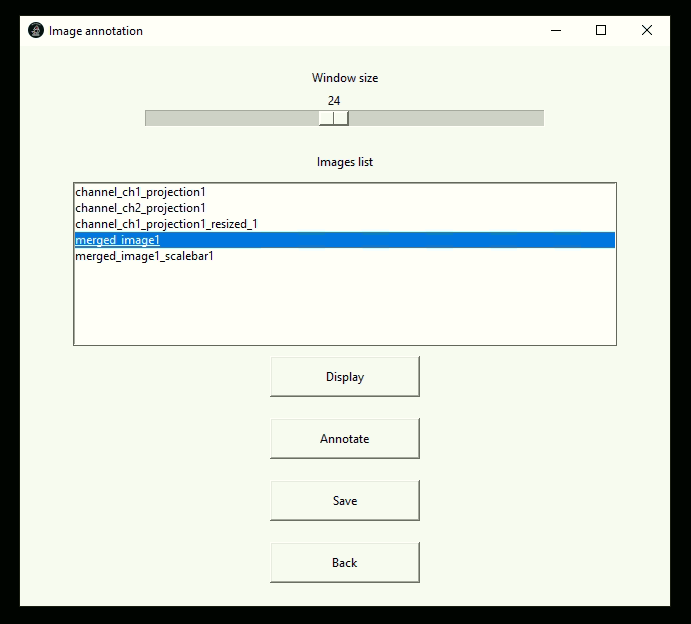 Image annotation
Window size
24
Images list
channel_ch1_projection1
channel_ch2_projection1
channel_ch1_projection1_resized_1
merged_image1
merged_image1_scalebar1
Display
Annotate
Save
Back